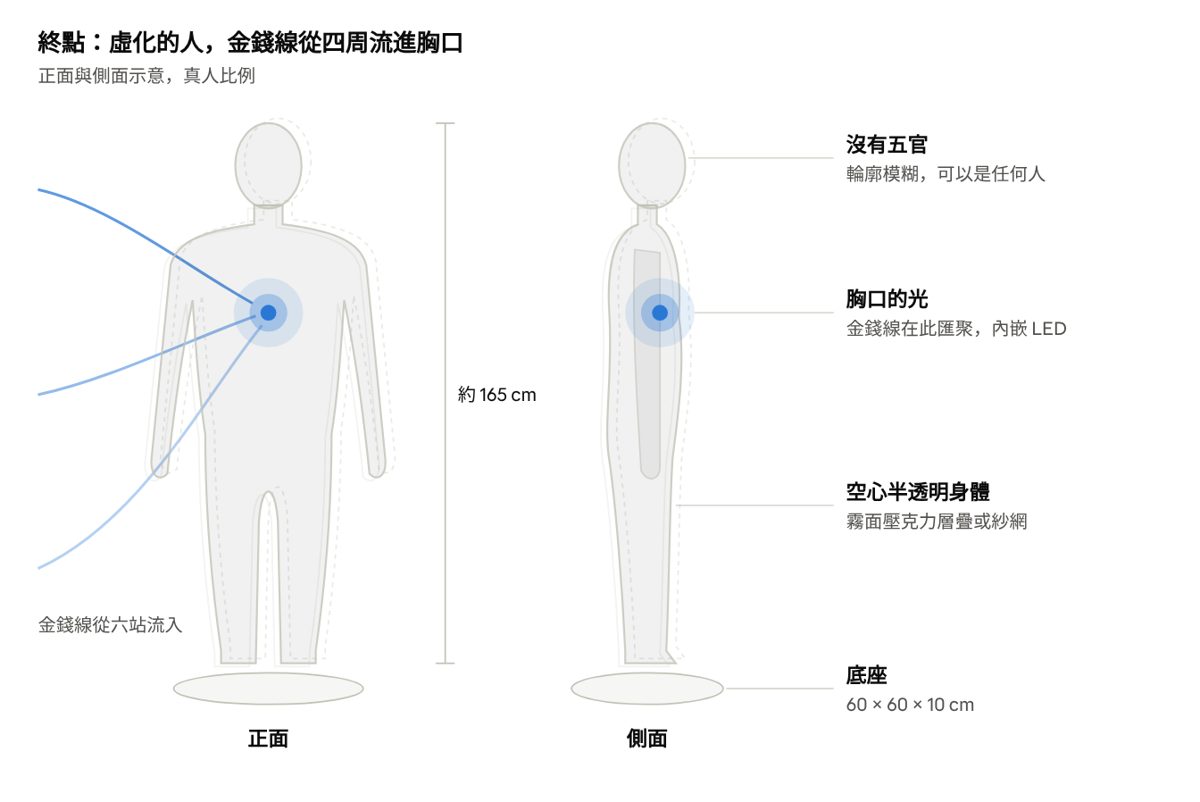 終點：虛化的人，金錢線從四周流進胸口
正面與側面示意，真人比例
沒有五官
輪廓模糊，可以是任何人
胸口的光
金錢線在此匯聚，內嵌 LED
約 165 cm
空心半透明身體
霧面壓克力層疊或紗網
金錢線從六站流入
底座
60 × 60 × 10 cm
正面
側面